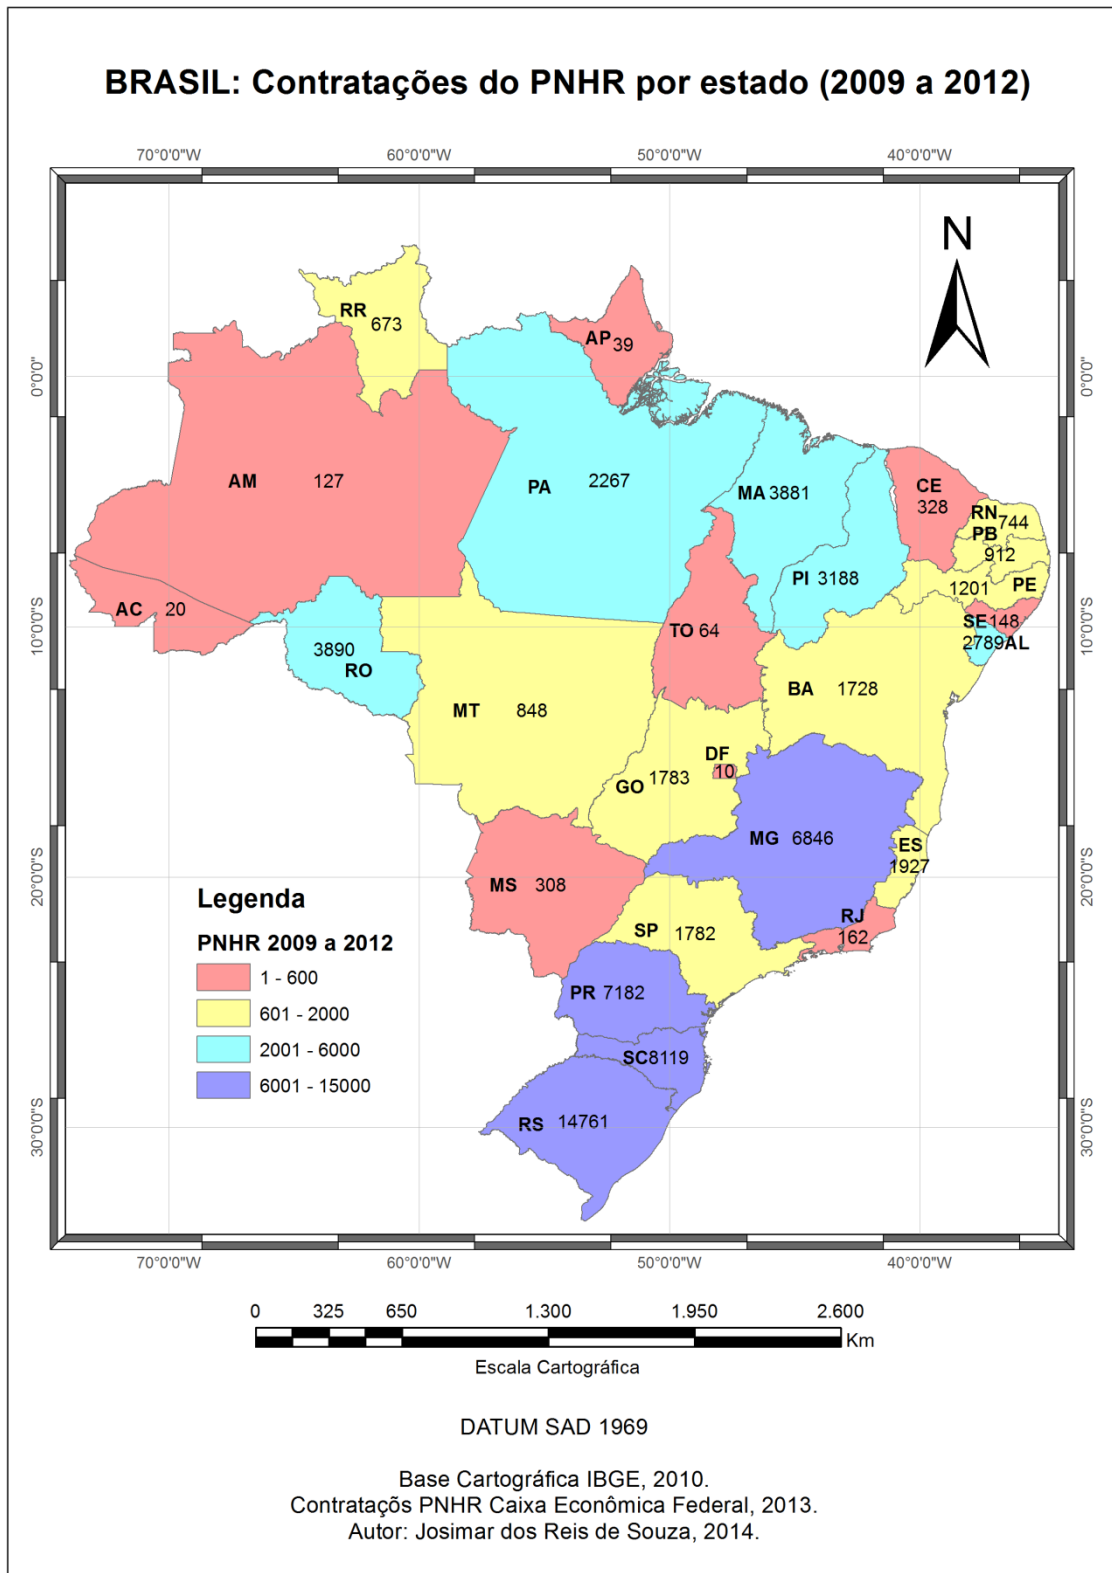 BRASIL: Contratações do PNHR por estado (2009 a 2012)
70°0'0"W 60°0'0"W 50°0'0"W 40°0'0"W
N
RR
673
AP 39
0°0'0" 0°0'0"
AM 127
PA 2267
MA 3881
CE
328
RN
744
PB
912
PI 3188
1201 PE
AC 20
10°0'0"S 10°0'0"S
TO 64
SE 148
2789 AL
3890
RO
MT 848
BA 1728
DF
10
GO 1783
MG 6846
ES
1927
20°0'0"S 20°0'0"S
MS 308
RJ
162
SP 1782
PR 7182
SC 8119
RS 14761
30°0'0"S 30°0'0"S
Legenda
PNHR 2009 a 2012
1 - 600
601 - 2000
2001 - 6000
6001 - 15000
70°0'0"W 60°0'0"W 50°0'0"W 40°0'0"W
0 325 650 1.300 1.950 2.600
Km
Escala Cartográfica
DATUM SAD 1969
Base Cartográfica IBGE, 2010.
Contrataçõs PNHR Caixa Econômica Federal, 2013.
Autor: Josimar dos Reis de Souza, 2014.